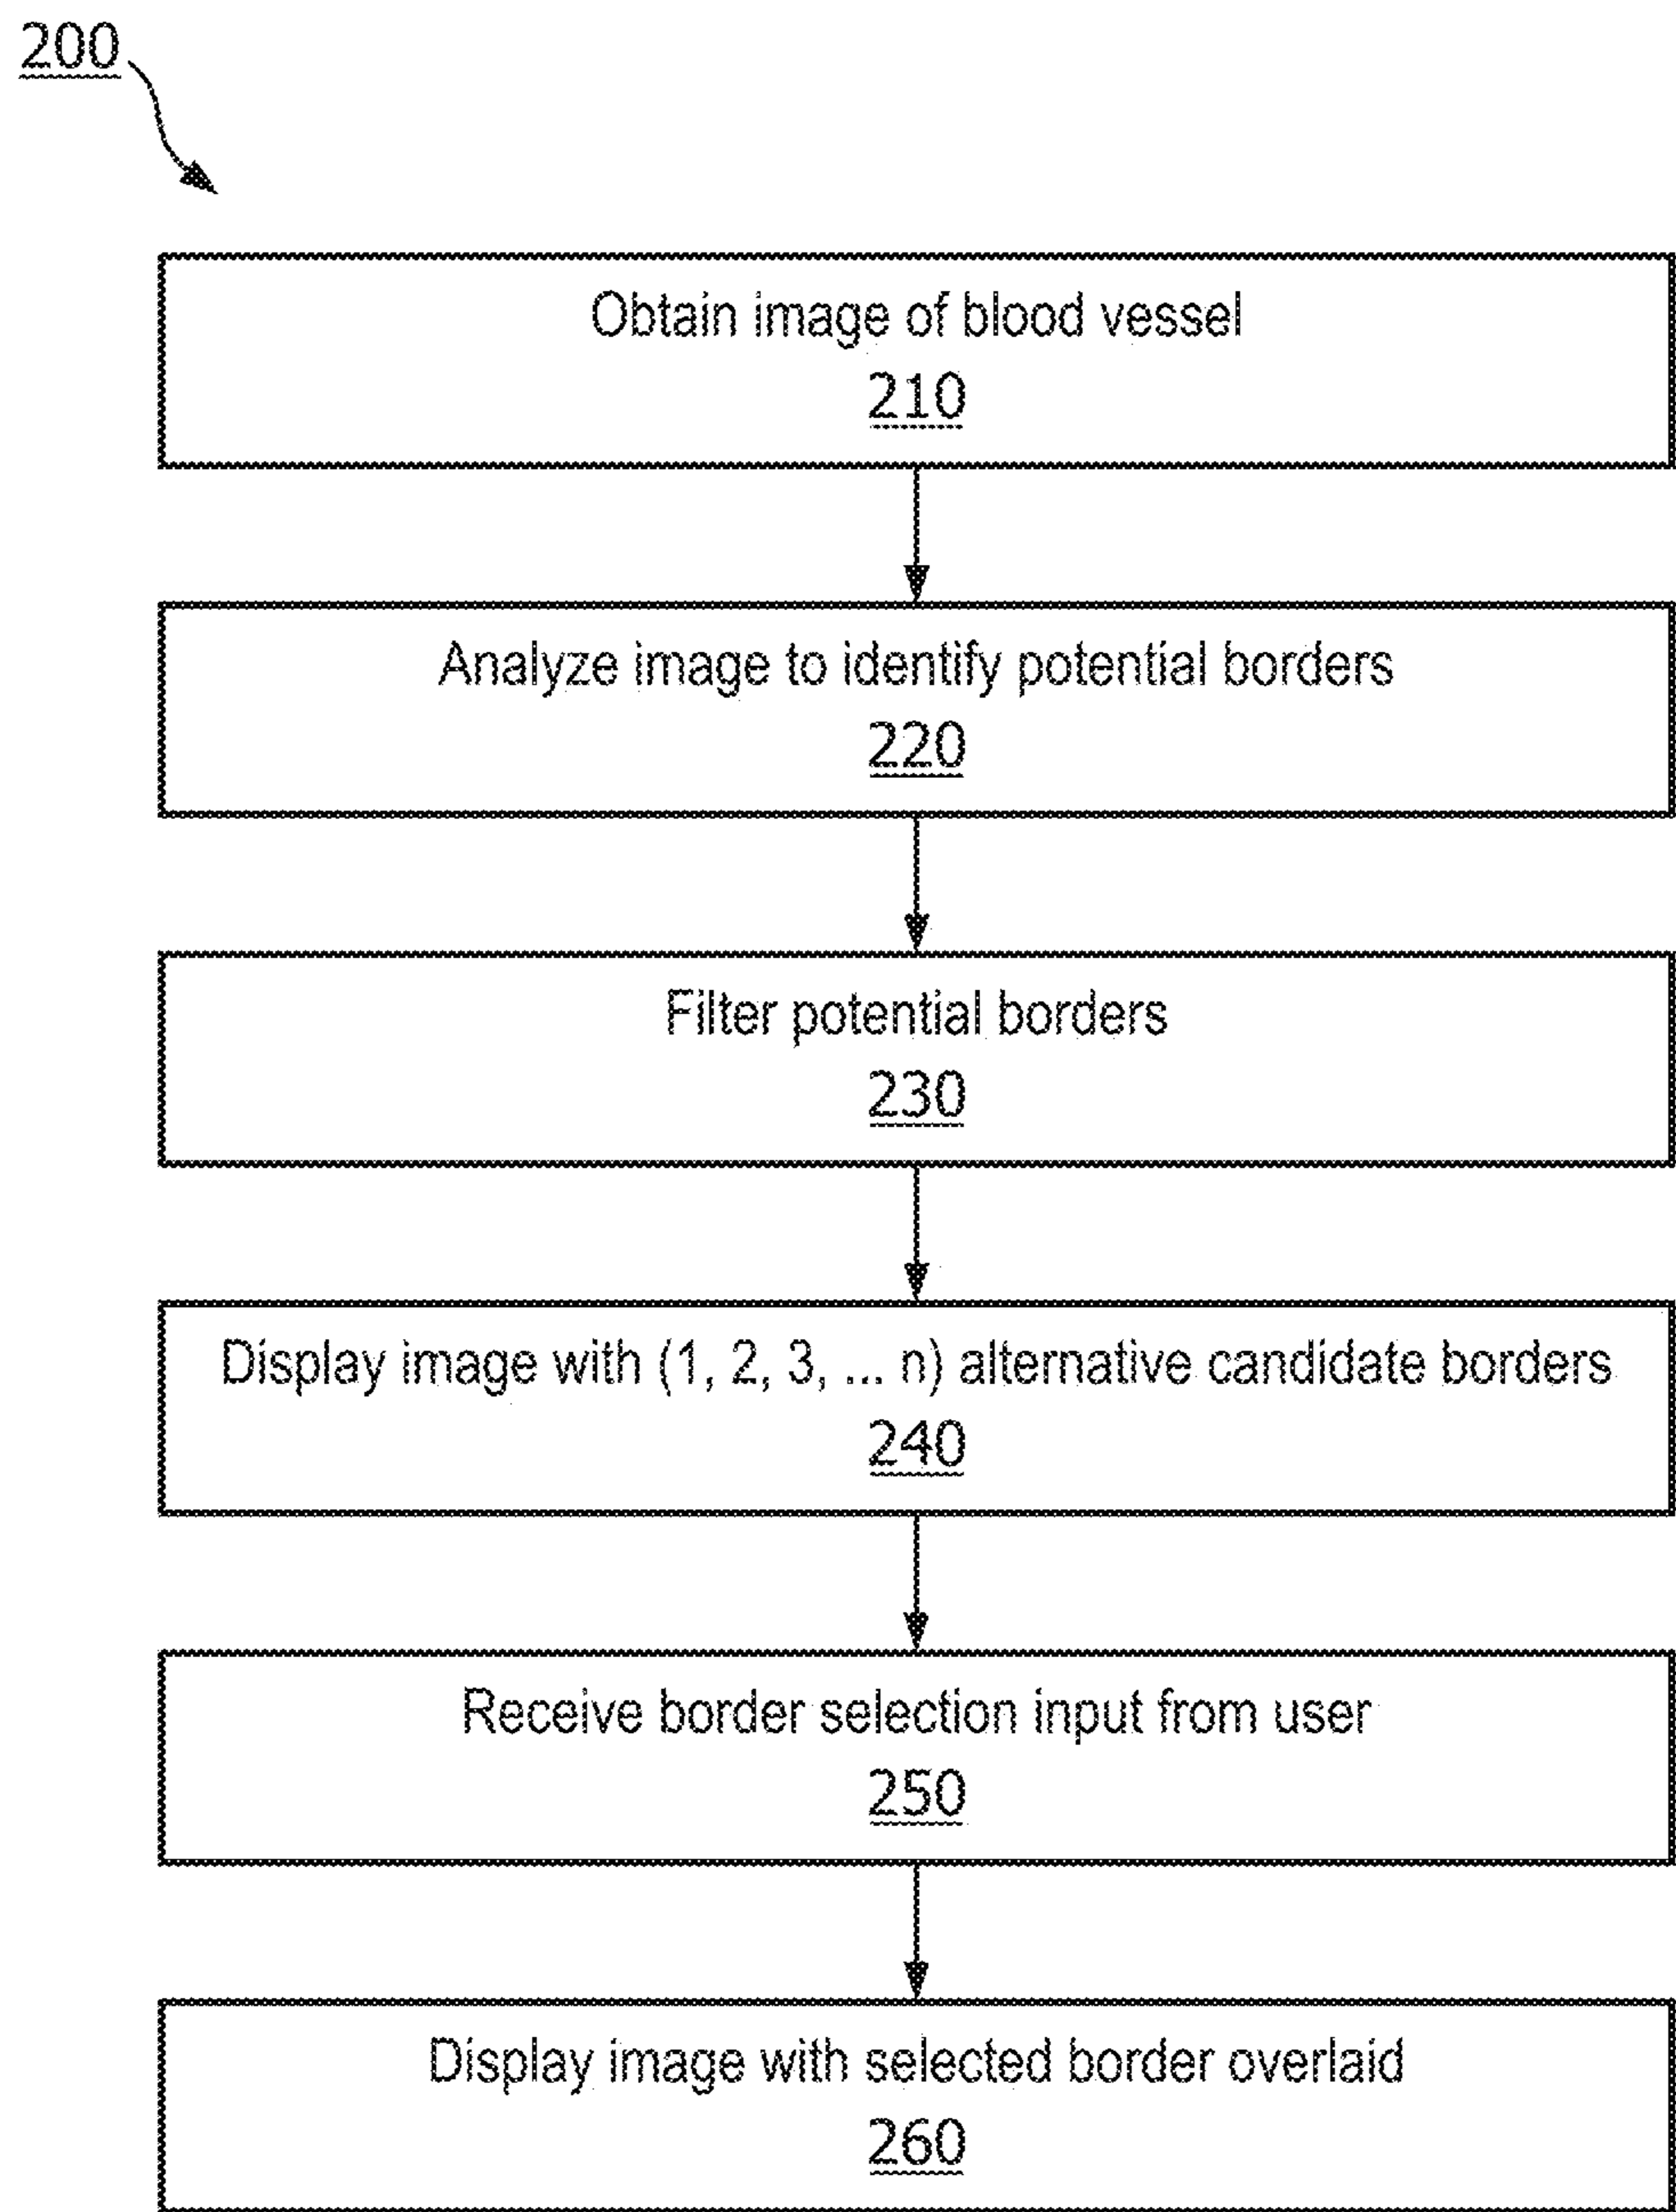 200
Obtain image of blood vessel
210
Analyze image to identify potential borders
220
Filter potential borders
230
Display image with (1, 2, 3, ... n) alternative candidate borders
240
Receive border selection input from user
250
Display image with selected border overlaid
260